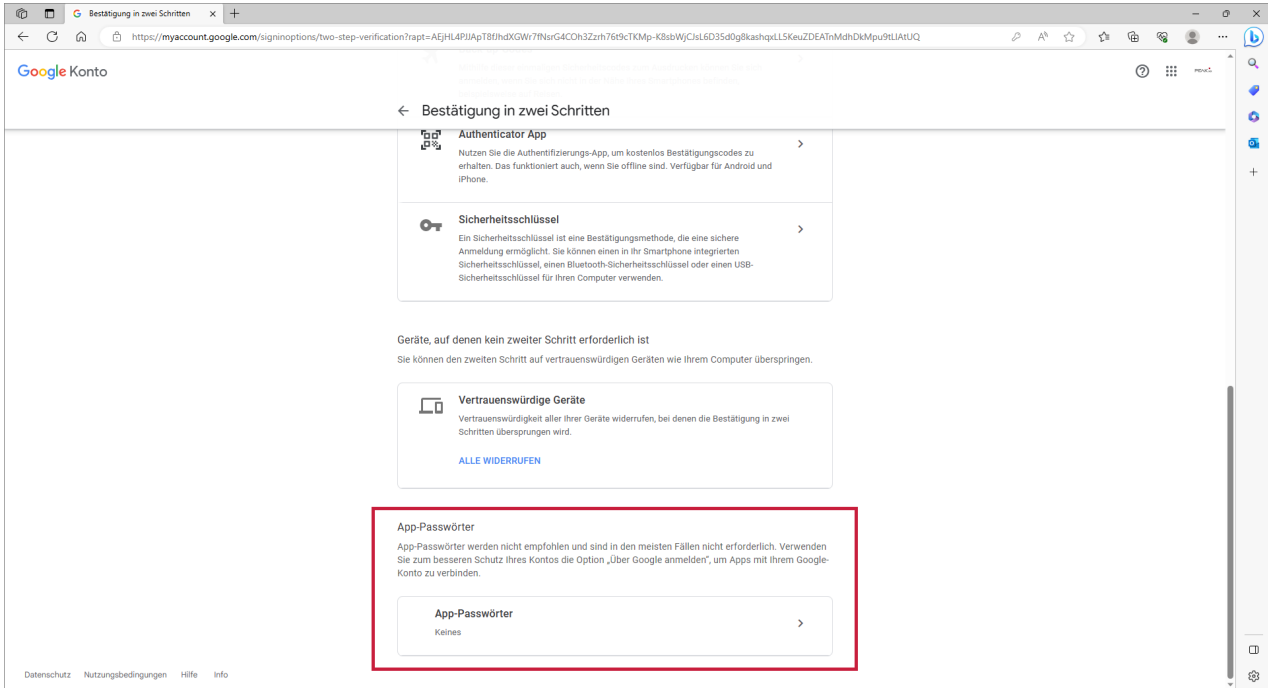 Bestätigung in zwei Schritten
https://myaccount.google.com/signinoptions/two-step-verification?rapt=AEjHL4PJJApT8fJhdXGWr7fNsrG4COh3Zzrh76t9cTKMp-K8sbWjCJsL6D35d0g8kashqxLL5KeuZDEATnMdhDkMpu9tLIAtUQ
Google Konto
Bestätigung in zwei Schritten
Authenticator App
Nutzen Sie die Authentifizierungs-App, um kostenlos Bestätigungscodes zu
erhalten. Das funktioniert auch, wenn Sie offline sind. Verfügbar für Android und
iPhone.
Sicherheitsschlüssel
Ein Sicherheitsschlüssel ist eine Bestätigungsmethode, die eine sichere
Anmeldung ermöglicht. Sie können einen in Ihr Smartphone integrierten
Sicherheitsschlüssel, einen Bluetooth-Sicherheitsschlüssel oder einen USB-
Sicherheitsschlüssel für Ihren Computer verwenden.
Geräte, auf denen kein zweiter Schritt erforderlich ist
Sie können den zweiten Schritt auf vertrauenswürdigen Geräten wie Ihrem Computer überspringen.
Vertrauenswürdige Geräte
Vertrauenswürdigkeit aller Ihrer Geräte widerrufen, bei denen die Bestätigung in zwei
Schritten übersprungen wird.
ALLE WIDERRUFEN
App-Passwörter
App-Passwörter werden nicht empfohlen und sind in den meisten Fällen nicht erforderlich. Verwenden
Sie zum besseren Schutz Ihres Kontos die Option „Über Google anmelden“, um Apps mit Ihrem Google-
Konto zu verbinden.
App-Passwörter
Keines
Datenschutz Nutzungsbedingungen Hilfe Info